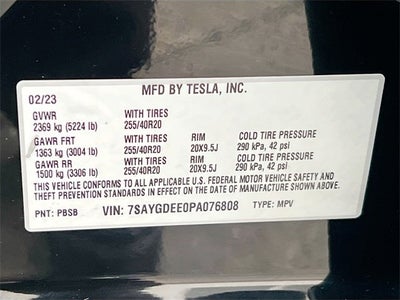 MFD BY TESLA, INC.
02/23
GVWR WITH TIRES
2369 kg (5224 lb) 255/40R20
GAWR FRT WITH TIRES RIM COLD TIRE PRESSURE
1363 kg (3004 lb) 255/40R20 20X9.5J 290 kPa, 42 psi
GAWR RR WITH TIRES RIM COLD TIRE PRESSURE
1500 kg (3306 lb) 255/40R20 20X9.5J 290 kPa, 42 psi
THIS VEHICLE CONFORMS TO ALL APPLICABLE U.S. FEDERAL MOTOR VEHICLE SAFETY AND
THEFT PREVENTION STANDARDS IN EFFECT ON THE DATE OF MANUFACTURE SHOWN ABOVE.
PNT: PBSB VIN: 7SAYGDEE0PA076808 TYPE: MPV